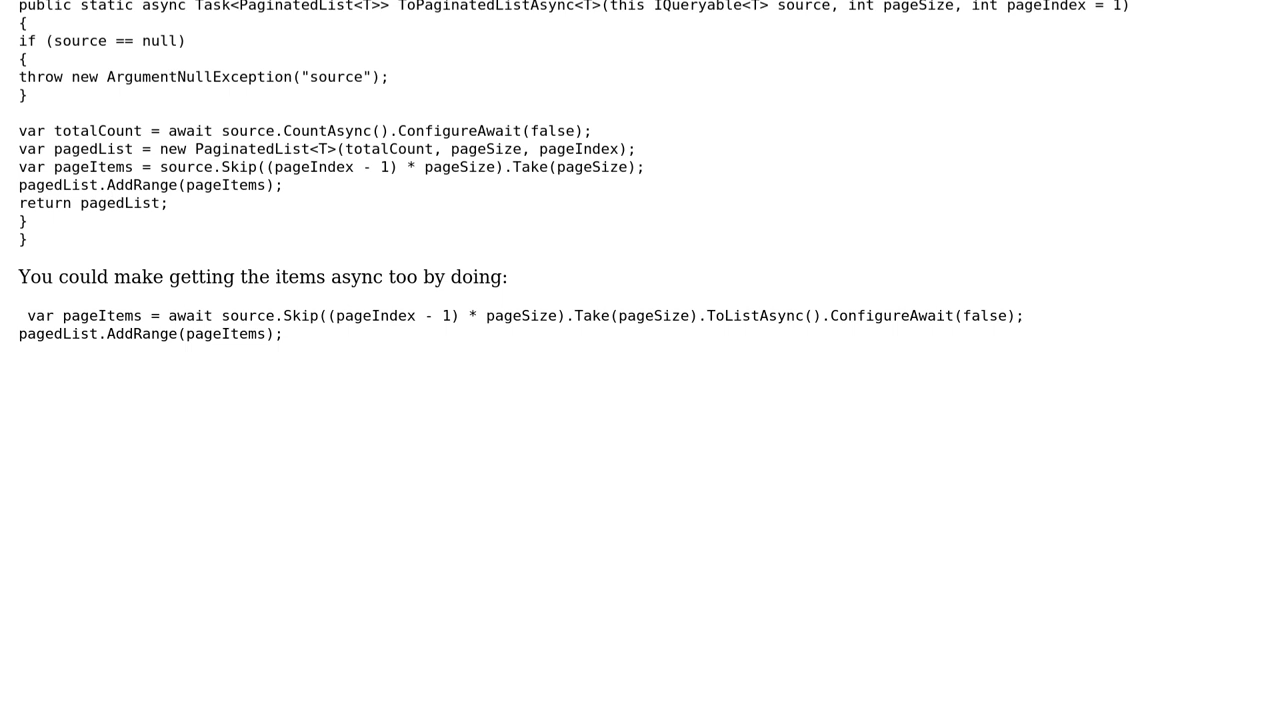 public static async Task<PaginatedList<T>> ToPaginatedListAsync<T>(this IQueryable<T> source, int pageSize, int pageIndex = 1)
{
if (source == null)
{
throw new ArgumentNullException("source");
}
var totalCount = await source.CountAsync().ConfigureAwait(false);
var pagedList = new PaginatedList<T>(totalCount, pageSize, pageIndex);
var pageItems = source.Skip((pageIndex - 1) * pageSize).Take(pageSize);
pagedList.AddRange(pageItems);
return pagedList;
}
}
You could make getting the items async too by doing:
var pageItems = await source.Skip((pageIndex - 1) * pageSize).Take(pageSize).ToListAsync().ConfigureAwait(false);
pagedList.AddRange(pageItems);